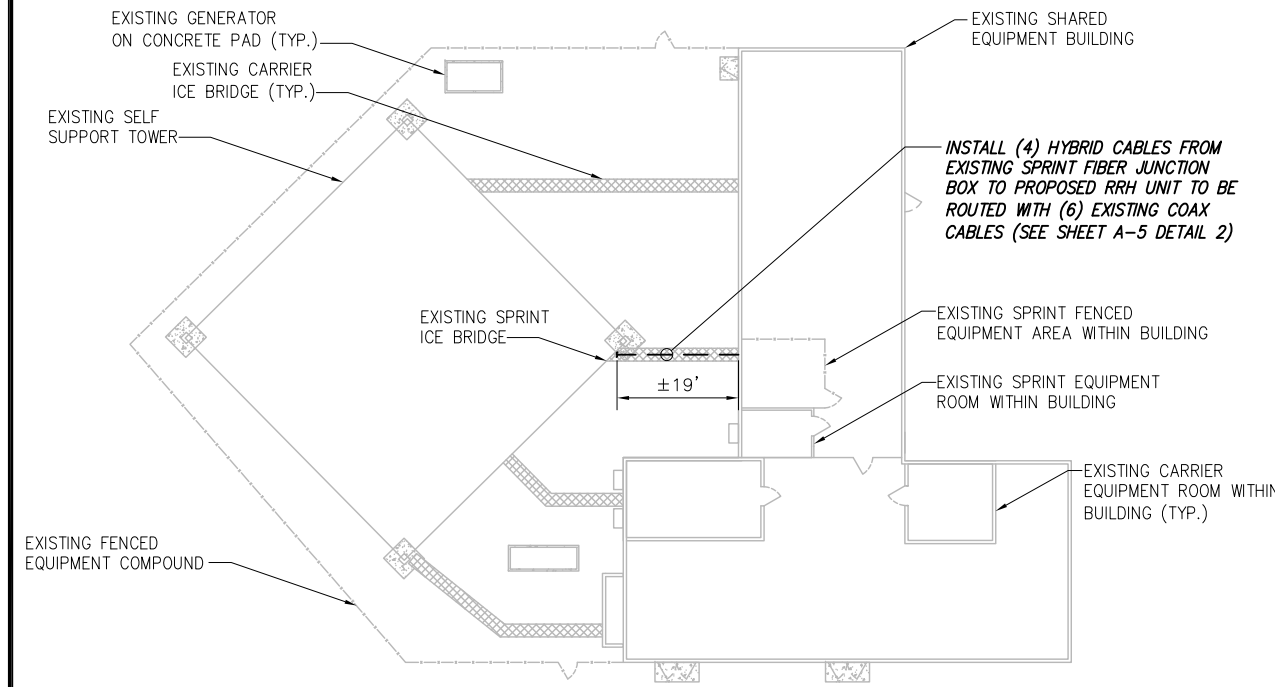 EXISTING GENERATOR
ON CONCRETE PAD (TYP.)
EXISTING CARRIER
ICE BRIDGE (TYP.)
EXISTING SELF
SUPPORT TOWER
EXISTING SHARED
EQUIPMENT BUILDING
INSTALL (4) HYBRID CABLES FROM
EXISTING SPRINT FIBER JUNCTION
BOX TO PROPOSED RRH UNIT TO BE
ROUTED WITH (6) EXISTING COAX
CABLES (SEE SHEET A-5 DETAIL 2)
EXISTING SPRINT
ICE BRIDGE
±19'
EXISTING SPRINT FENCED
EQUIPMENT AREA WITHIN BUILDING
EXISTING SPRINT EQUIPMENT
ROOM WITHIN BUILDING
EXISTING CARRIER
EQUIPMENT ROOM WITHIN
BUILDING (TYP.)
EXISTING FENCED
EQUIPMENT COMPOUND